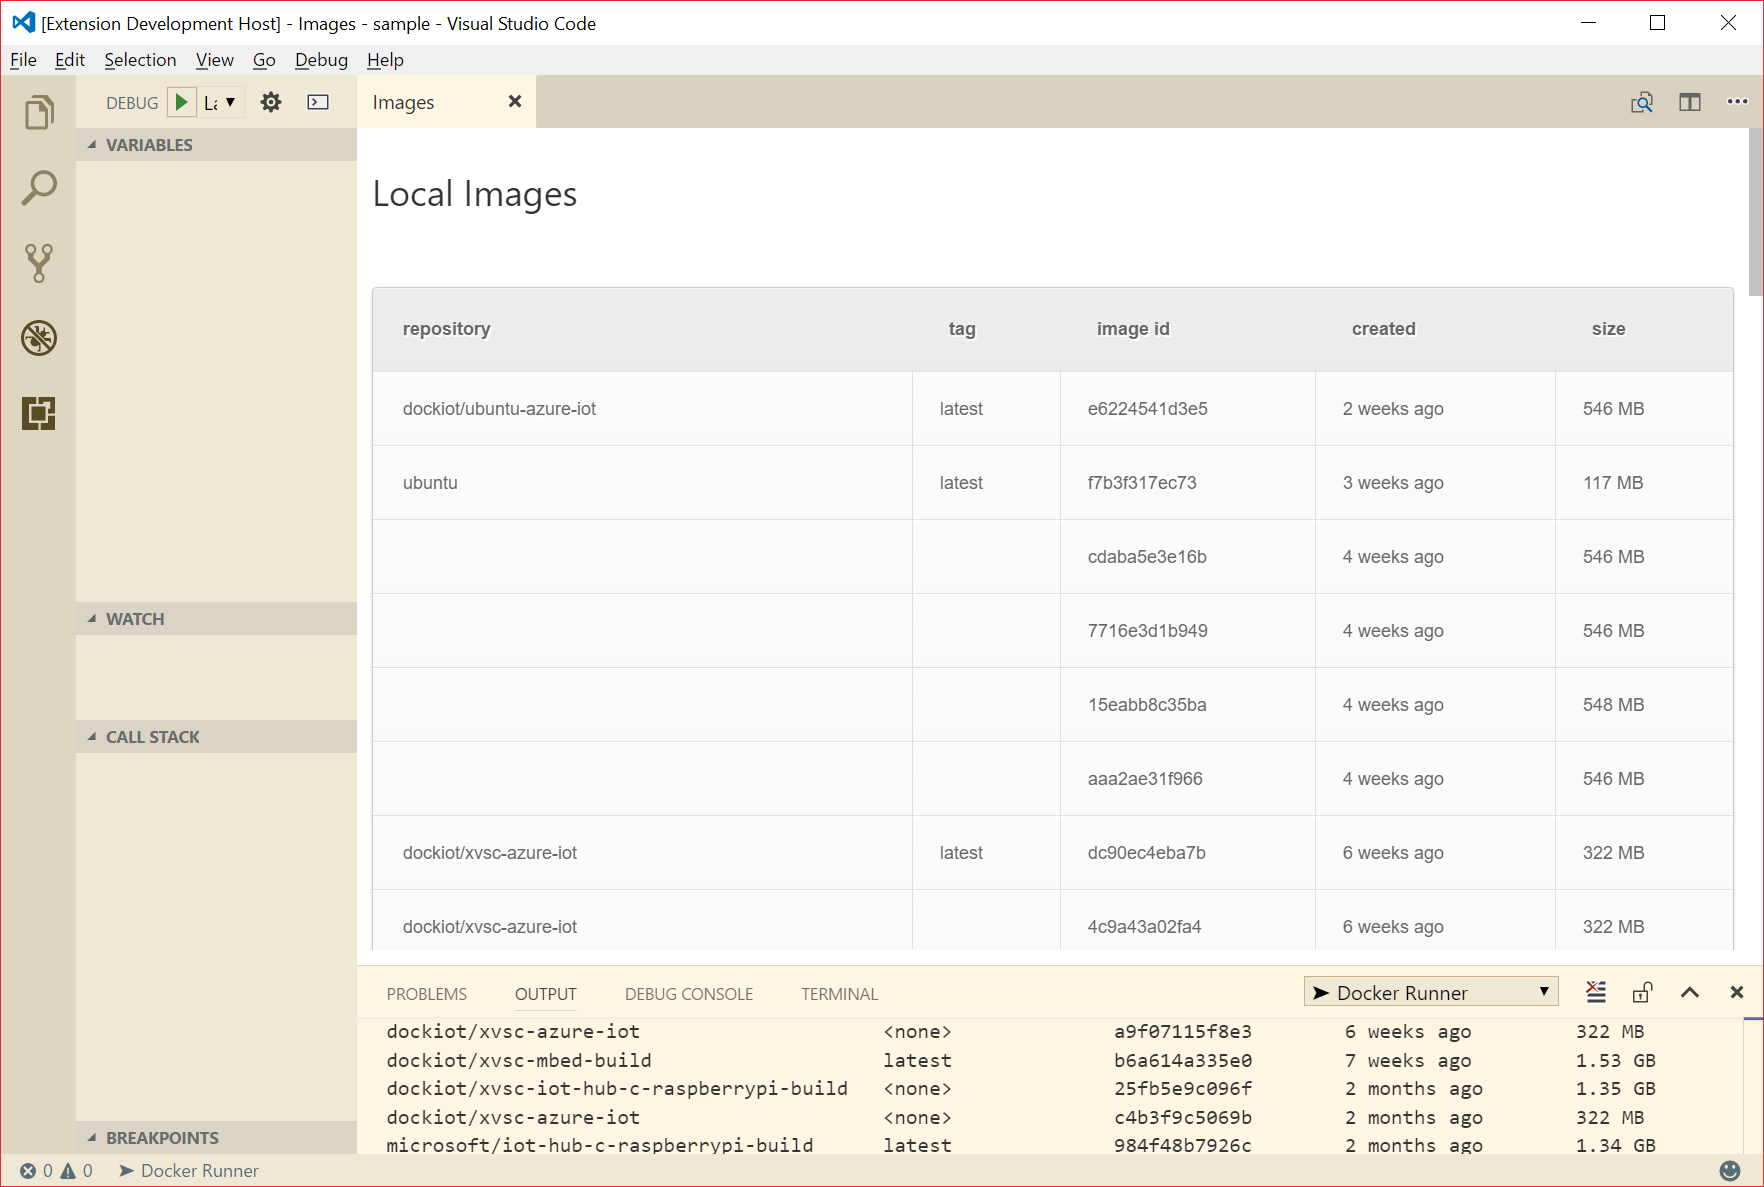 [Extension Development Host] - Images - sample - Visual Studio Code
File Edit Selection View Go Debug Help
DEBUG La
Images
VARIABLES
WATCH
CALL STACK
BREAKPOINTS
Local Images
repository tag image id created size
dockiot/ubuntu-azure-iot latest e6224541d3e5 2 weeks ago 546 MB
ubuntu latest f7b3f317ec73 3 weeks ago 117 MB
cdaba5e3e16b 4 weeks ago 546 MB
7716e3d1b949 4 weeks ago 546 MB
15eabb8c35ba 4 weeks ago 548 MB
aaa2ae31f966 4 weeks ago 546 MB
dockiot/xvsc-azure-iot latest dc90ec4eba7b 6 weeks ago 322 MB
dockiot/xvsc-azure-iot 4c9a43a02fa4 6 weeks ago 322 MB
PROBLEMS OUTPUT DEBUG CONSOLE TERMINAL ➤ Docker Runner
dockiot/xvsc-azure-iot <none> a9f07115f8e3 6 weeks ago 322 MB
dockiot/xvsc-mbed-build latest b6a614a335e0 7 weeks ago 1.53 GB
dockiot/xvsc-iot-hub-c-raspberrypi-build <none> 25fb5e9c096f 2 months ago 1.35 GB
dockiot/xvsc-azure-iot <none> c4b3f9c5069b 2 months ago 322 MB
microsoft/iot-hub-c-raspberrypi-build latest 984f48b7926c 2 months ago 1.34 GB
0 0 ➤ Docker Runner